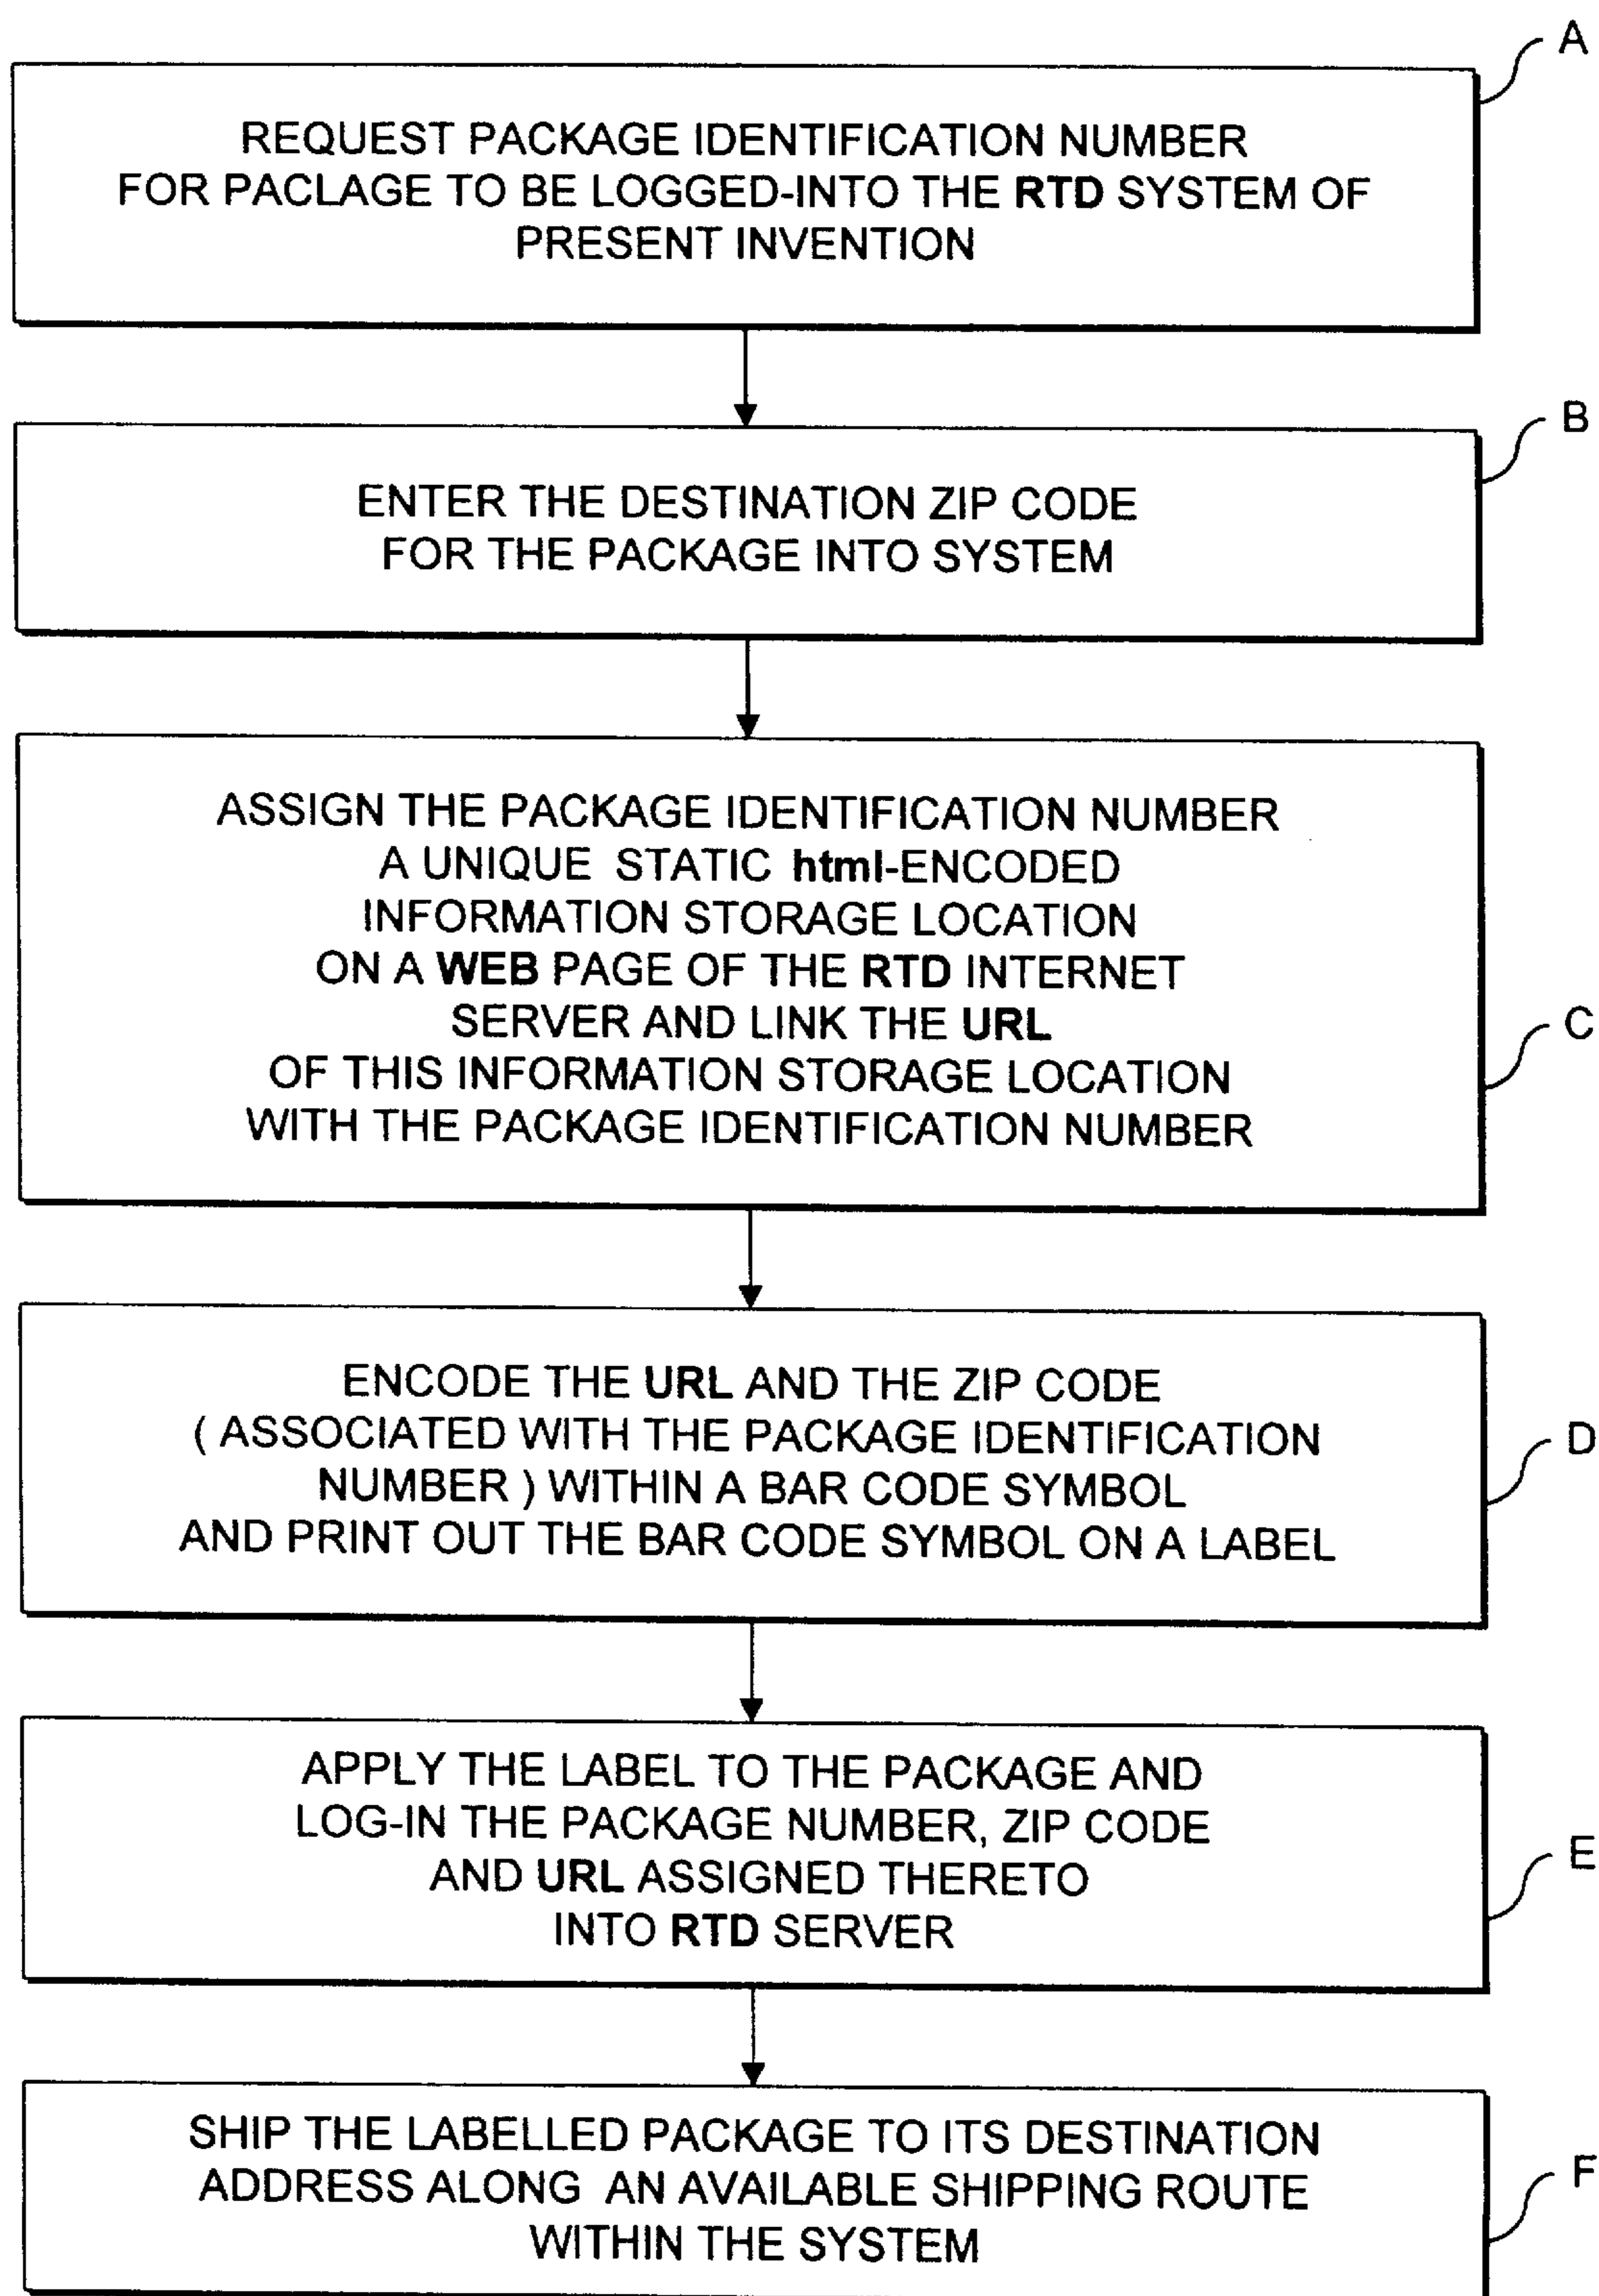 A
REQUEST PACKAGE IDENTIFICATION NUMBER
FOR PACLAGE TO BE LOGGED-INTO THE RTD SYSTEM OF
PRESENT INVENTION
B
ENTER THE DESTINATION ZIP CODE
FOR THE PACKAGE INTO SYSTEM
ASSIGN THE PACKAGE IDENTIFICATION NUMBER
A UNIQUE STATIC html-ENCODED
INFORMATION STORAGE LOCATION
ON A WEB PAGE OF THE RTD INTERNET
SERVER AND LINK THE URL
C
OF THIS INFORMATION STORAGE LOCATION
WITH THE PACKAGE IDENTIFICATION NUMBER
ENCODE THE URL AND THE ZIP CODE
( ASSOCIATED WITH THE PACKAGE IDENTIFICATION
D
NUMBER ) WITHIN A BAR CODE SYMBOL
AND PRINT OUT THE BAR CODE SYMBOL ON A LABEL
APPLY THE LABEL TO THE PACKAGE AND
LOG-IN THE PACKAGE NUMBER, ZIP CODE
E
AND URL ASSIGNED THERETO
INTO RTD SERVER
SHIP THE LABELLED PACKAGE TO ITS DESTINATION
F
ADDRESS ALONG AN AVAILABLE SHIPPING ROUTE
WITHIN THE SYSTEM